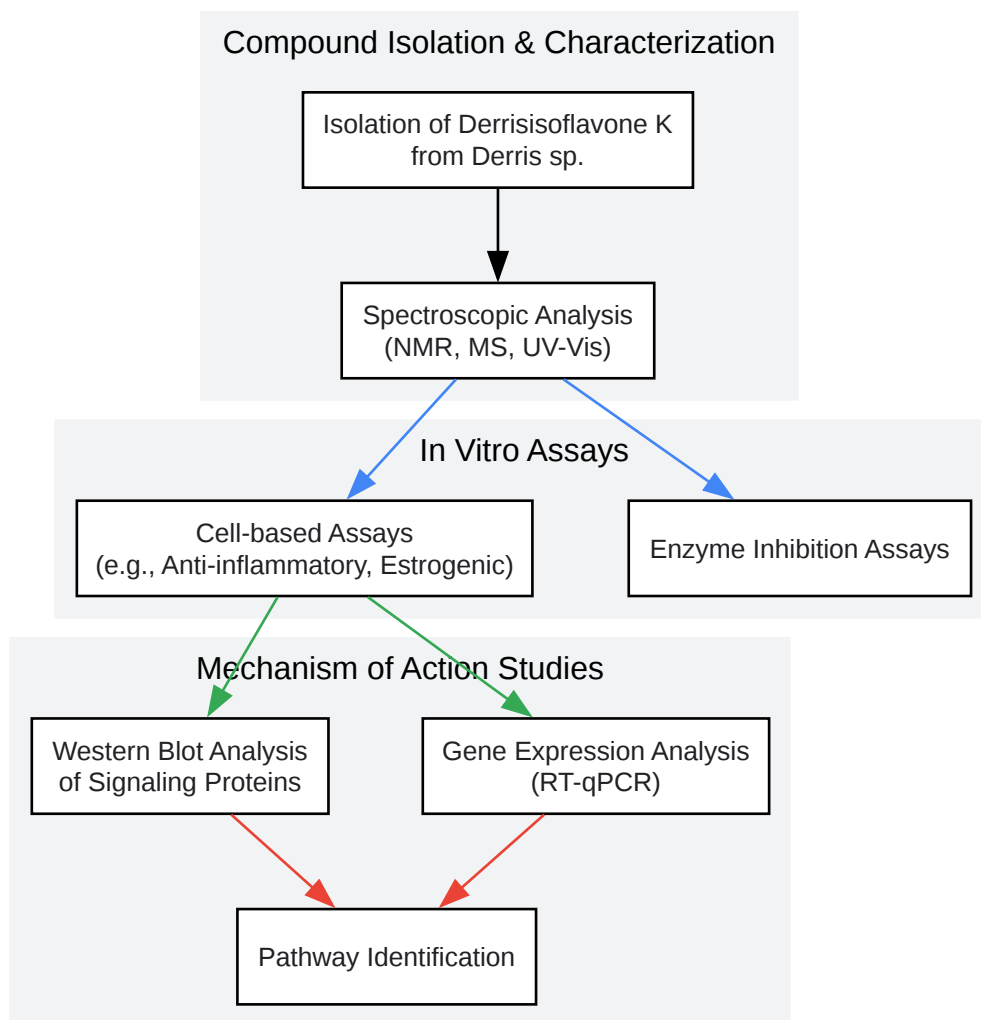 Compound Isolation & Characterization
Isolation of Derrisisoflavone K
from Derris sp.
Spectroscopic Analysis
(NMR, MS, UV-Vis)
In Vitro Assays
Cell-based Assays
(e.g., Anti-inflammatory, Estrogenic)
Enzyme Inhibition Assays
Mechanism of Action Studies
Western Blot Analysis
of Signaling Proteins
Gene Expression Analysis
(RT-qPCR)
Pathway Identification